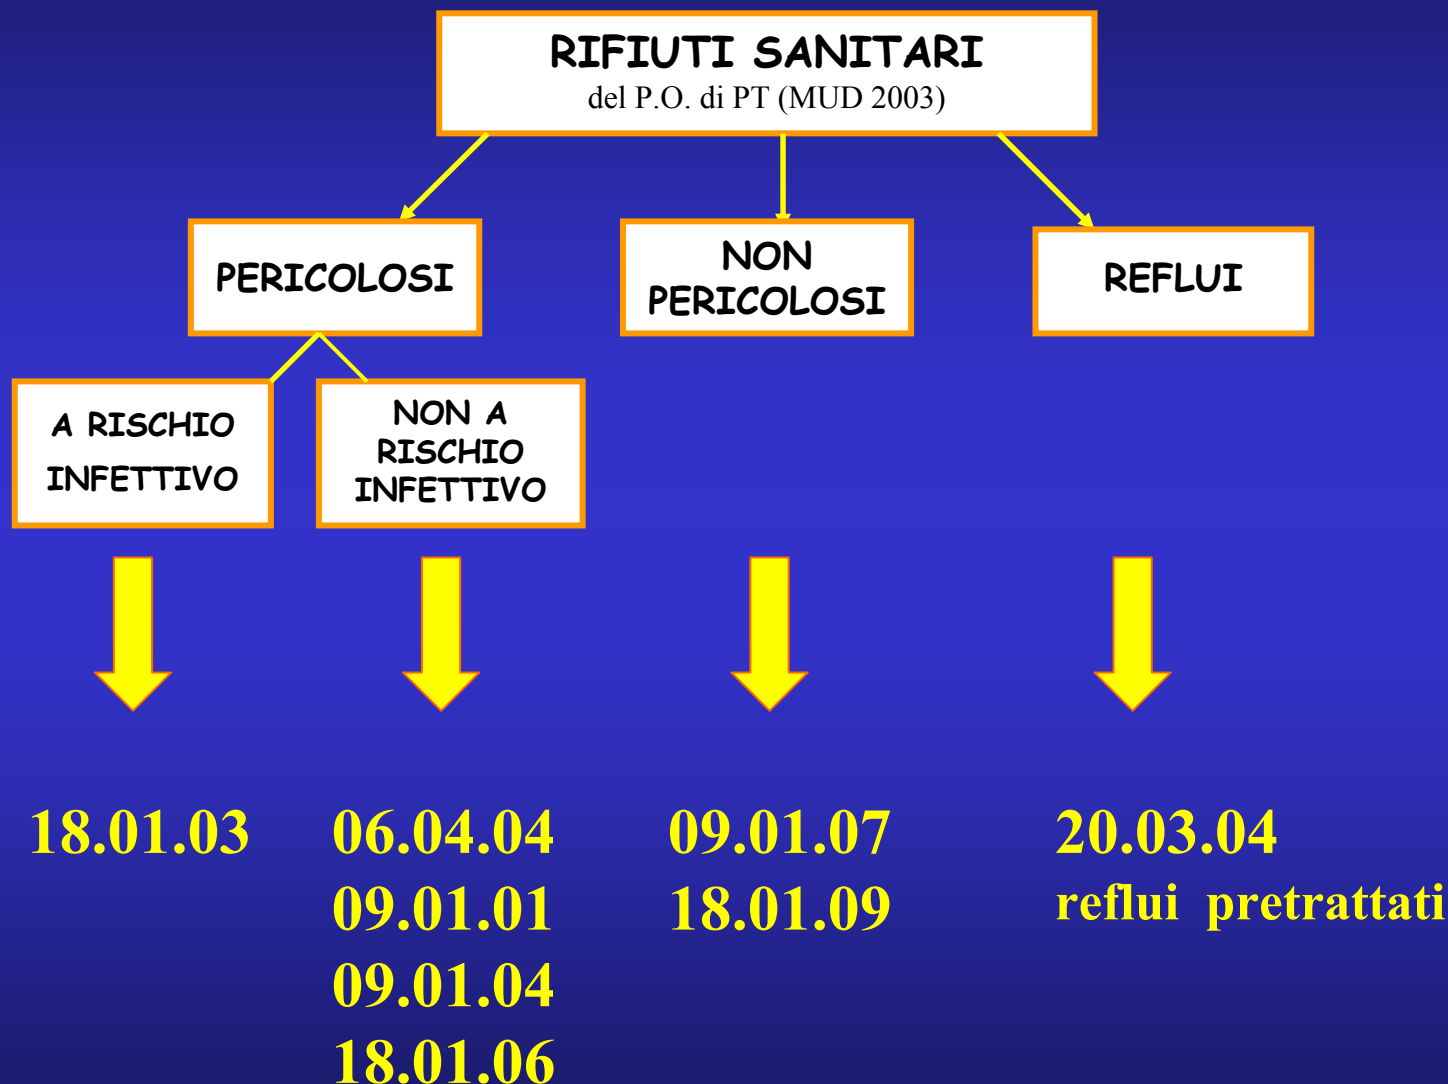 RIFIUTI SANITARI
del P.O. di PT (MUD 2003)
PERICOLOSI
NON
PERICOLOSI
REFLUI
A RISCHIO
INFETTIVO
NON A
RISCHIO
INFETTIVO
18.01.03
06.04.04
09.01.01
09.01.04
18.01.06
09.01.07
18.01.09
20.03.04
reflui pretrattati